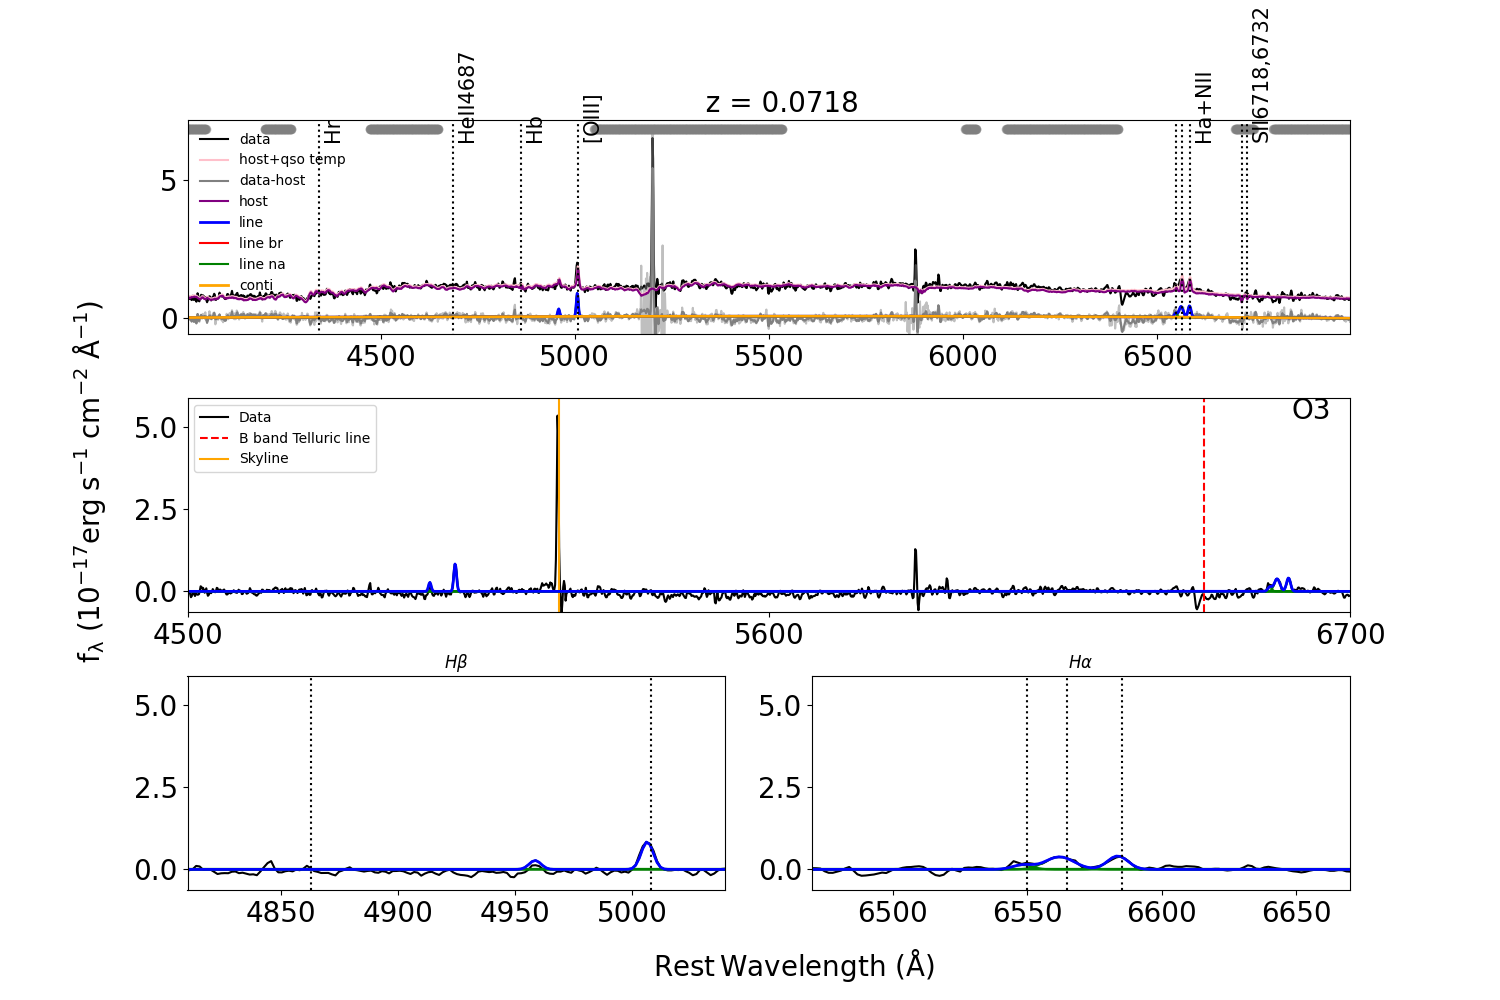 z = 0.0718
Hr
HeII4687
Hb
[OIII]
Ha+NII
SII6718,6732
data
host+qso temp
data-host
host
line
line br
line na
conti
5
0
4500 5000 5500 6000 6500
O3
Data
B band Telluric line
Skyline
5.0
2.5
0.0
4500 5600 6700
fλ (10⁻¹⁷erg s⁻¹ cm⁻² Å⁻¹)
Hβ
5.0
2.5
0.0
4850 4900 4950 5000
Hα
5.0
2.5
0.0
6500 6550 6600 6650
Rest Wavelength (Å)